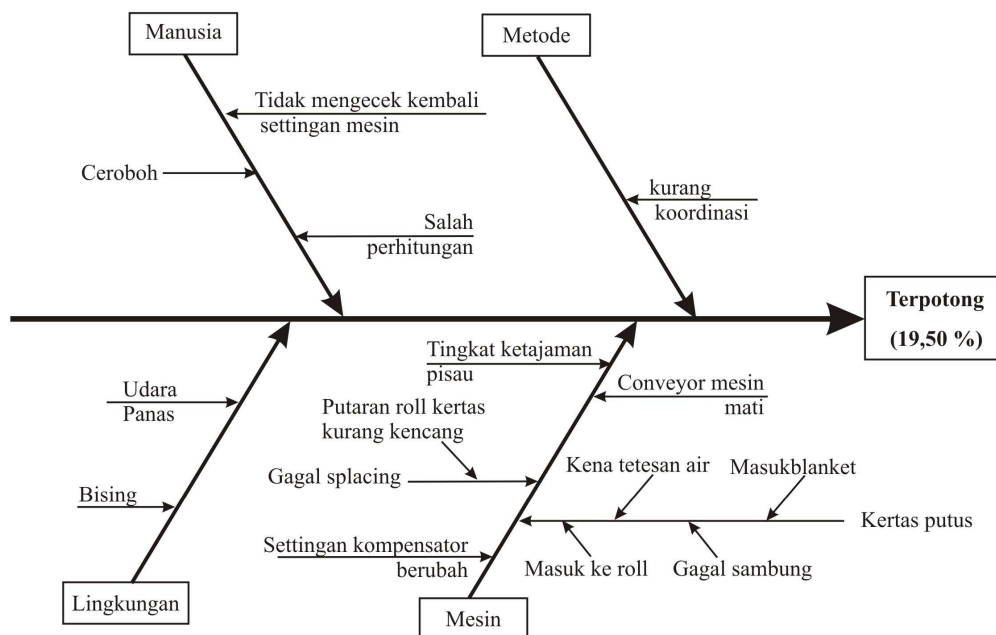 Manusia
Metode
Tidak mengecek kembali
settingan mesin
Ceroboh
Salah
perhitungan
kurang
koordinasi
Terpotong
(19,50 %)
Tingkat ketajaman
pisau
Conveyor mesin
mati
Udara
Panas
Putaran roll kertas
kurang kencang
Gagal splacing
Kena tetesan air
Masukblanket
Bising
Kertas putus
Settingan kompensator
berubah
Masuk ke roll
Gagal sambung
Lingkungan
Mesin